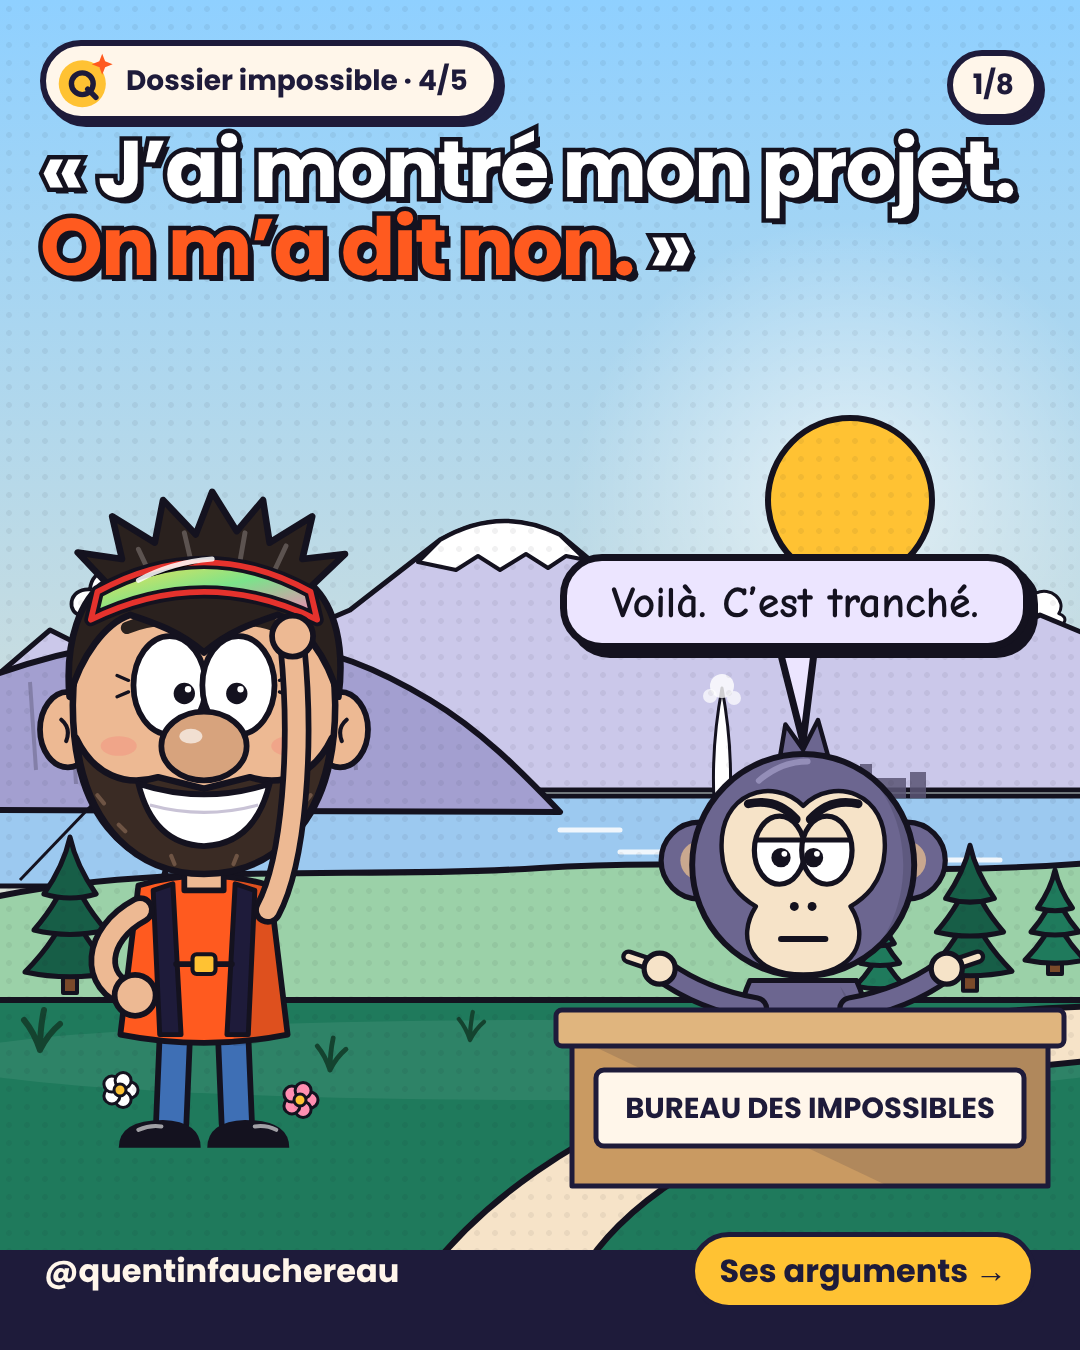 Q Dossier impossible · 4/5
1/8
« J’ai montré mon projet.
On m’a dit non. »
Voilà. C’est tranché.
BUREAU DES IMPOSSIBLES
@quentinfauchereau
Ses arguments →